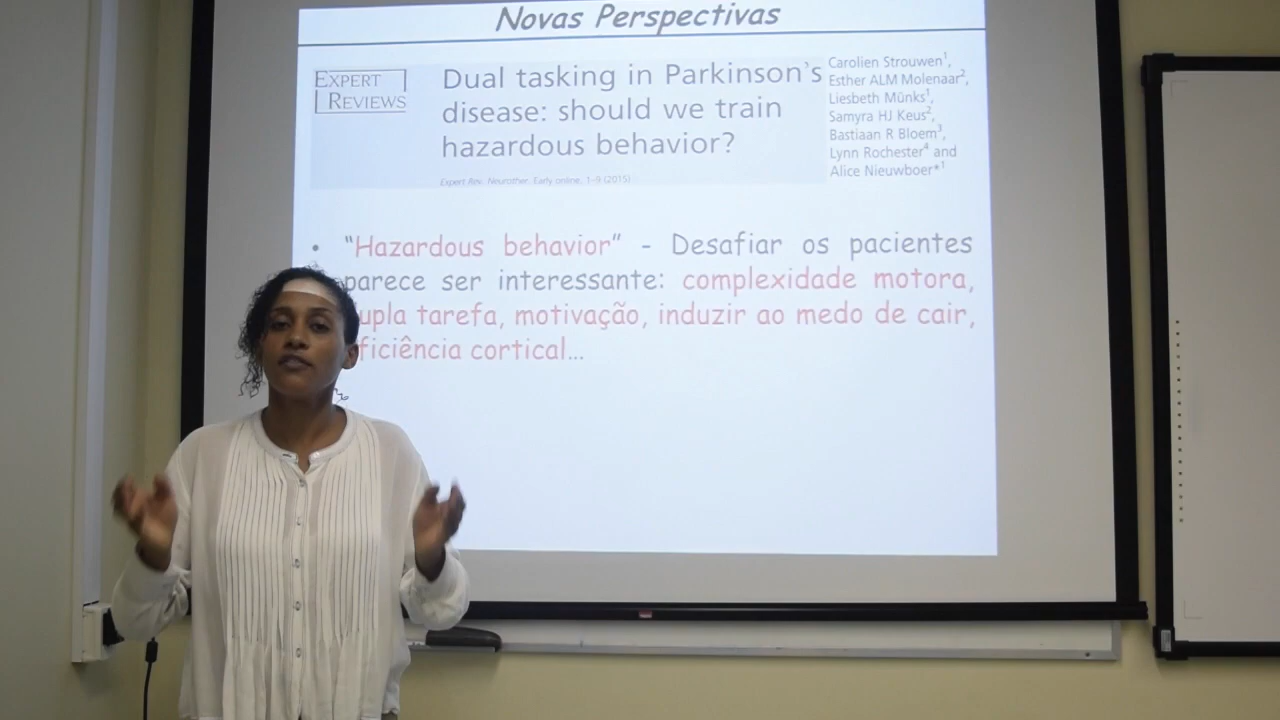 Novas Perspectivas
EXPERT
REVIEWS
Dual tasking in Parkinson's
disease: should we train
hazardous behavior?
Expert Rev. Neurother. Early online, 1–9 (2015)
Carolien Strouwen1,
Esther ALM Molenaar2,
Liesbeth Münks1,
Samyra HJ Keus2,
Bastiaan R Bloem3,
Lynn Rochester4 and
Alice Nieuwboer*1
• "Hazardous behavior" - Desafiar os pacientes
parece ser interessante: complexidade motora,
upla tarefa, motivação, induzir ao medo de cair,
ficiência cortical...